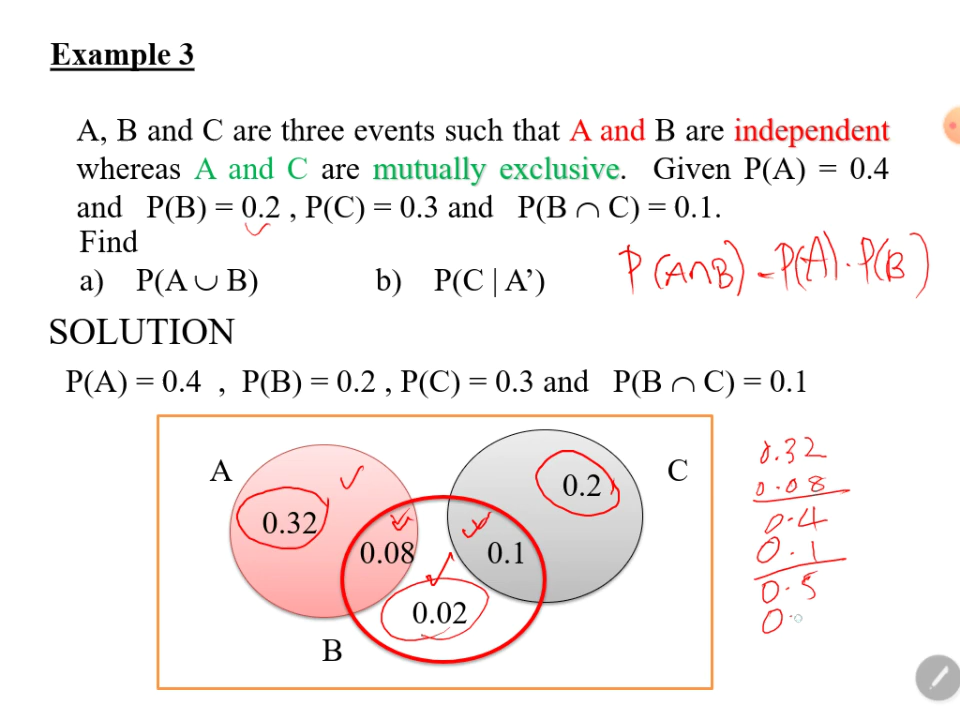 Example 3
A, B and C are three events such that A and B are independent
whereas A and C are mutually exclusive. Given P(A) = 0.4
and P(B) = 0.2 , P(C) = 0.3 and P(B ∩ C) = 0.1.
Find
a) P(A ∪ B) b) P(C | A’)
P(A∩B) = P(A) . P(B)
SOLUTION
P(A) = 0.4 , P(B) = 0.2 , P(C) = 0.3 and P(B ∩ C) = 0.1
A
C
0.2
0.32
0.08
0.1
0.02
B
0.32
0.08
0.4
0.1
0.5
0.